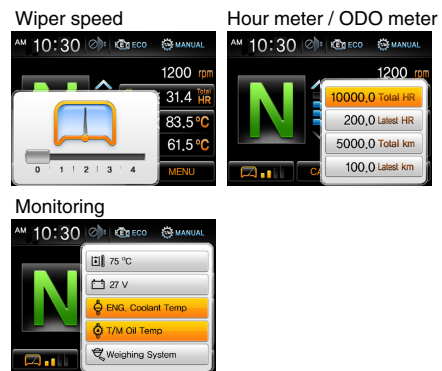 Wiper speed
AM 10:30 ECO MANUAL
1200 rpm
31.4 Total HR
83.5 °C
61.5 °C
0 1 2 3 4
MENU
Hour meter / ODO meter
AM 10:30 ECO MANUAL
1200 rpm
N
10000.0 Total HR
200.0 Latest HR
5000.0 Total km
100.0 Latest km
CA
Monitoring
AM 10:30 ECO MANUAL
N
75 °C
27 V
ENG. Coolant Temp
T/M Oil Temp
Weighing System